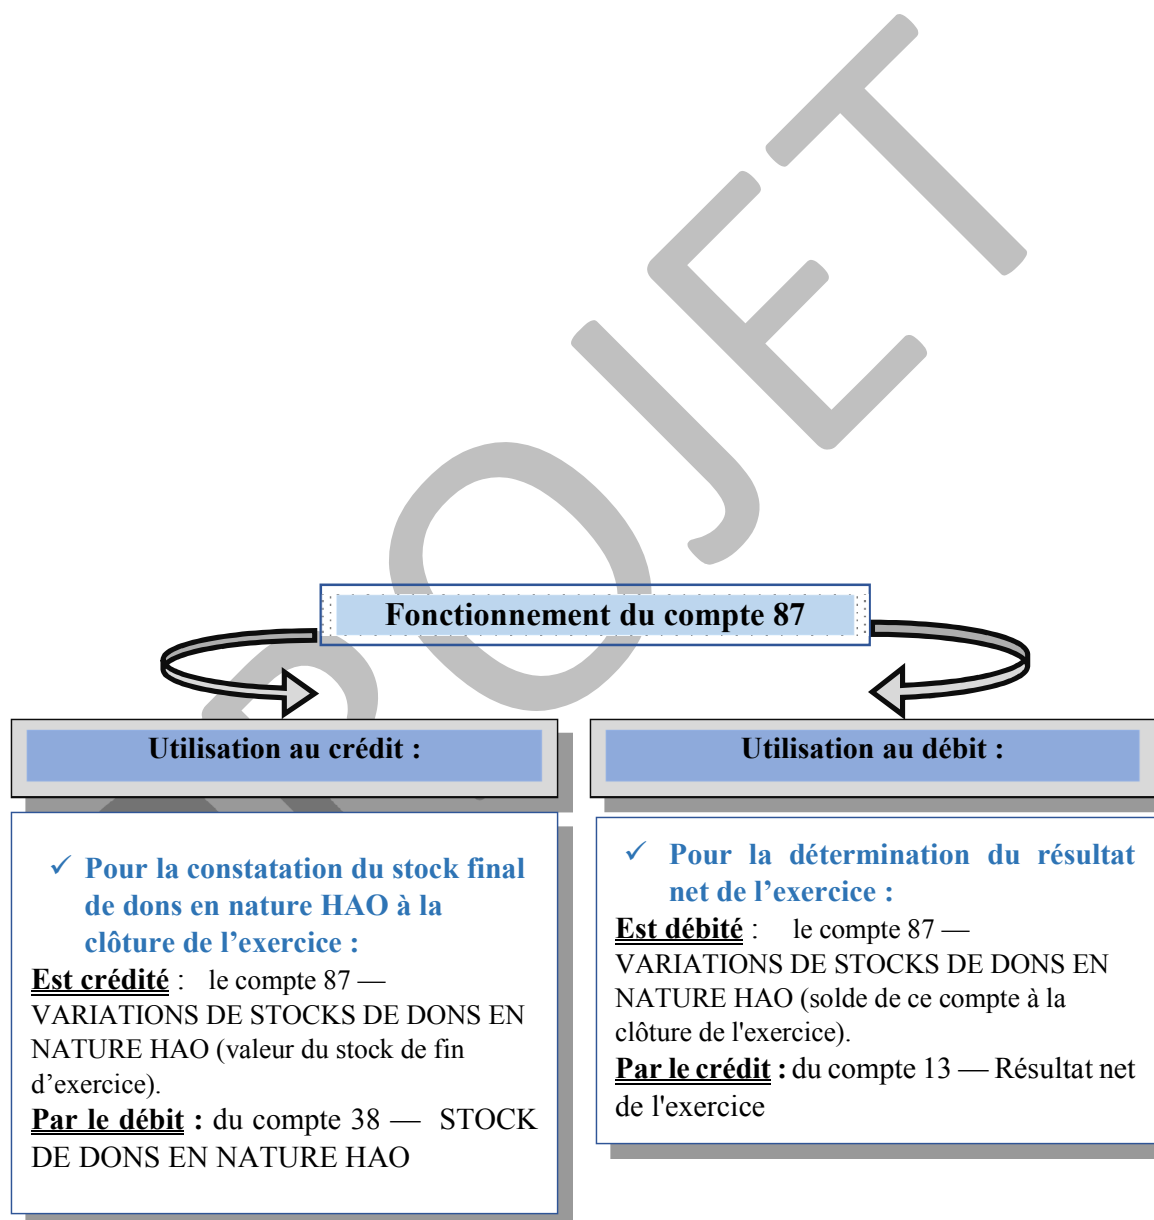 PROJET
Fonctionnement du compte 87
Utilisation au crédit :
✓ Pour la constatation du stock final
de dons en nature HAO à la
clôture de l’exercice :
Est crédité : le compte 87 —
VARIATIONS DE STOCKS DE DONS EN
NATURE HAO (valeur du stock de fin
d’exercice).
Par le débit : du compte 38 — STOCK
DE DONS EN NATURE HAO
Utilisation au débit :
✓ Pour la détermination du résultat
net de l’exercice :
Est débité : le compte 87 —
VARIATIONS DE STOCKS DE DONS EN
NATURE HAO (solde de ce compte à la
clôture de l'exercice).
Par le crédit : du compte 13 — Résultat net
de l'exercice